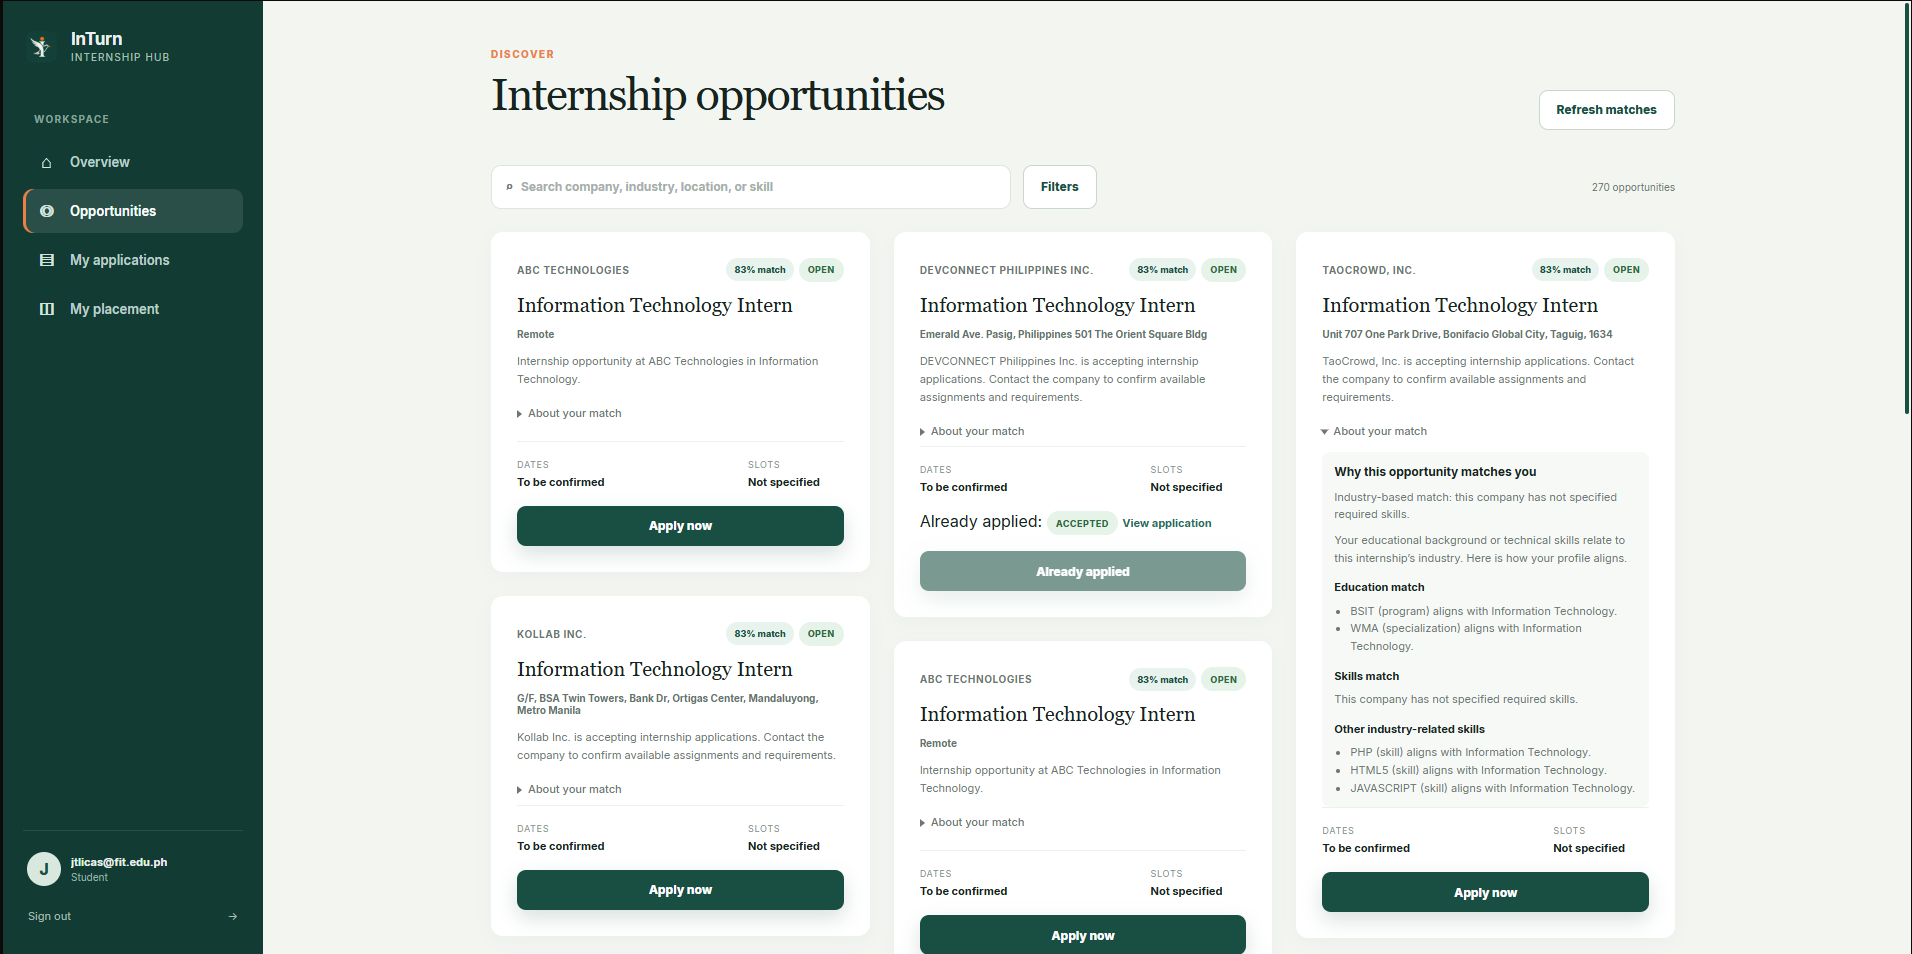 InTurn
INTERNSHIP HUB
WORKSPACE
Overview
Opportunities
My applications
My placement
J
jtlicas@fit.edu.ph
Student
Sign out
DISCOVER
Internship opportunities
Refresh matches
Search company, industry, location, or skill
Filters
270 opportunities
ABC TECHNOLOGIES
83% match
OPEN
Information Technology Intern
Remote
Internship opportunity at ABC Technologies in Information
Technology.
About your match
DATES
SLOTS
To be confirmed
Not specified
Apply now
KOLLAB INC.
83% match
OPEN
Information Technology Intern
G/F, BSA Twin Towers, Bank Dr, Ortigas Center, Mandaluyong,
Metro Manila
Kollab Inc. is accepting internship applications. Contact the
company to confirm available assignments and requirements.
About your match
DATES
SLOTS
To be confirmed
Not specified
Apply now
DEVCONNECT PHILIPPINES INC.
83% match
OPEN
Information Technology Intern
Emerald Ave. Pasig, Philippines 501 The Orient Square Bldg
DEVCONNECT Philippines Inc. is accepting internship
applications. Contact the company to confirm available
assignments and requirements.
About your match
DATES
SLOTS
To be confirmed
Not specified
Already applied: ACCEPTED View application
Already applied
ABC TECHNOLOGIES
83% match
OPEN
Information Technology Intern
Remote
Internship opportunity at ABC Technologies in Information
Technology.
About your match
DATES
SLOTS
To be confirmed
Not specified
Apply now
TAOCROWD, INC.
83% match
OPEN
Information Technology Intern
Unit 707 One Park Drive, Bonifacio Global City, Taguig, 1634
TaoCrowd, Inc. is accepting internship applications. Contact
the company to confirm available assignments and
requirements.
About your match
Why this opportunity matches you
Industry-based match: this company has not specified
required skills.
Your educational background or technical skills relate to
this internship's industry. Here is how your profile aligns.
Education match
BSIT (program) aligns with Information Technology.
WMA (specialization) aligns with Information
Technology.
Skills match
This company has not specified required skills.
Other industry-related skills
PHP (skill) aligns with Information Technology.
HTML5 (skill) aligns with Information Technology.
JAVASCRIPT (skill) aligns with Information Technology.
DATES
SLOTS
To be confirmed
Not specified
Apply now